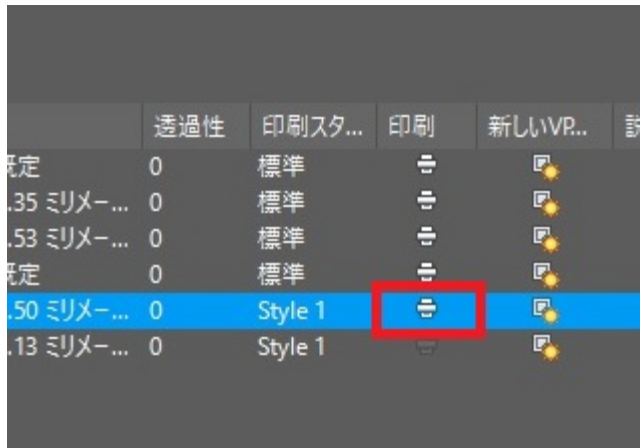 透過性 印刷スタ... 印刷 新しいVP...
既定 0 標準
.35 ミリメー... 0 標準
.53 ミリメー... 0 標準
既定 0 標準
.50 ミリメー... 0 Style 1
.13 ミリメー... 0 Style 1